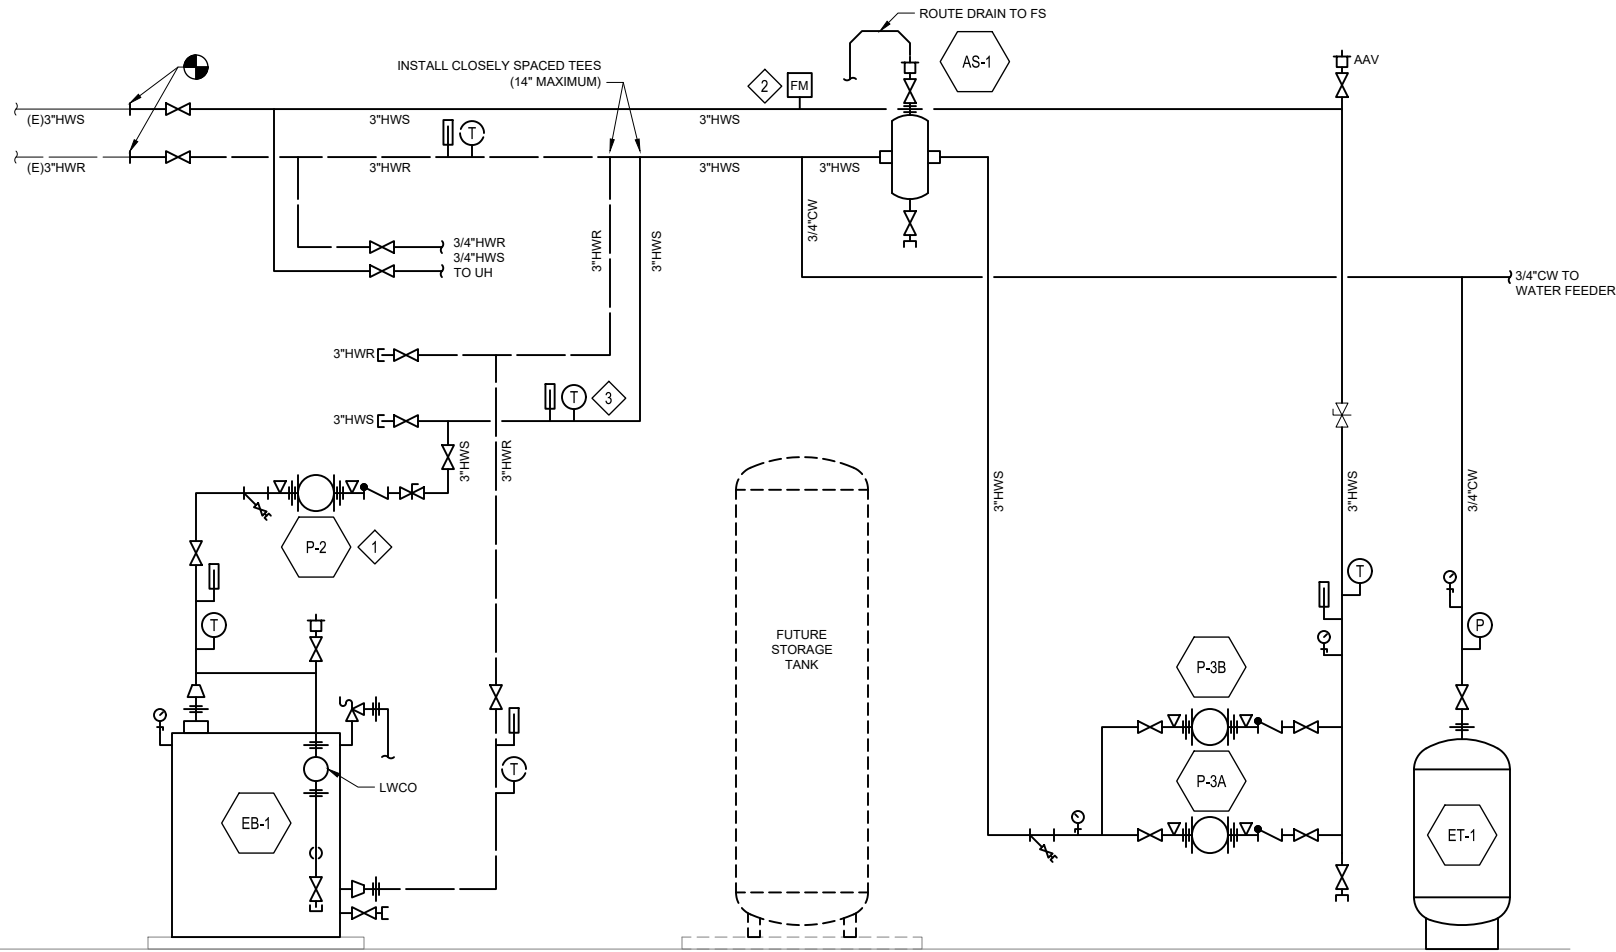 ROUTE DRAIN TO FS
AS-1
INSTALL CLOSELY SPACED TEES
(14" MAXIMUM)
2
FM
AAV
(E)3"HWS
3"HWS
3"HWS
T
(E)3"HWR
3"HWR
3"HWS
3"HWS
3/4"CW
3"HWR
3"HWS
3/4"HWR
3/4"HWS
TO UH
3/4"CW TO
WATER FEEDER
3"HWR
T
3
3"HWS
3"HWS
3"HWR
3"HWS
3"HWS
3/4"CW
P-2
1
T
T
P
FUTURE
STORAGE
TANK
P-3B
T
P-3A
LWCO
EB-1
ET-1